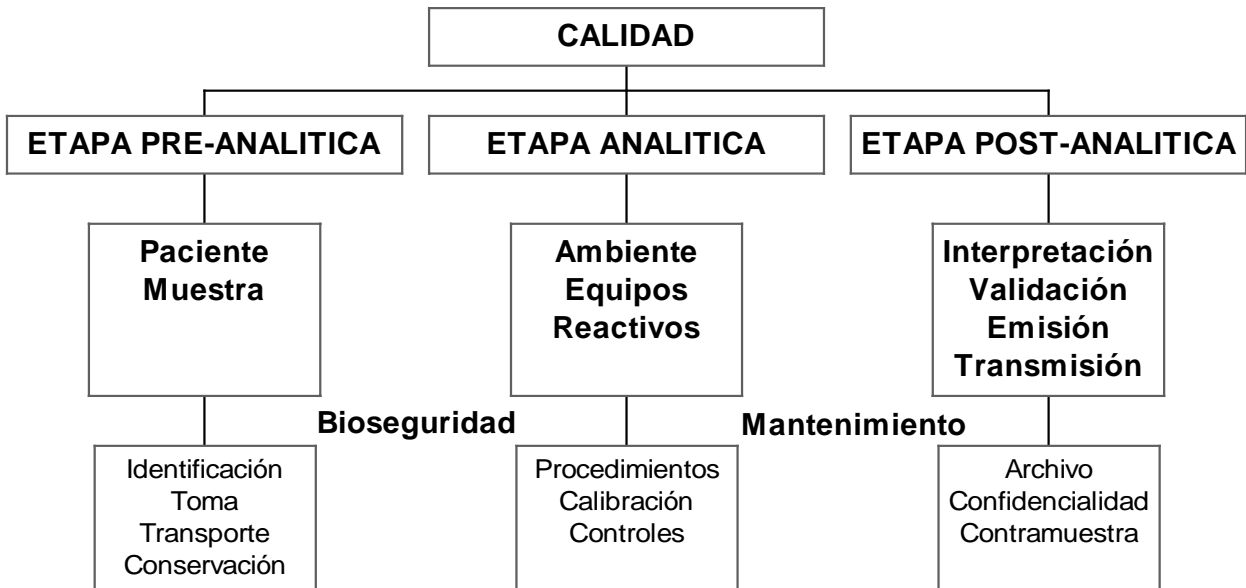 CALIDAD
ETAPA PRE-ANALITICA
ETAPA ANALITICA
ETAPA POST-ANALITICA
Paciente
Muestra
Ambiente
Equipos
Reactivos
Interpretación
Validación
Emisión
Transmisión
Bioseguridad
Mantenimiento
Identificación
Toma
Transporte
Conservación
Procedimientos
Calibración
Controles
Archivo
Confidencialidad
Contramuestra